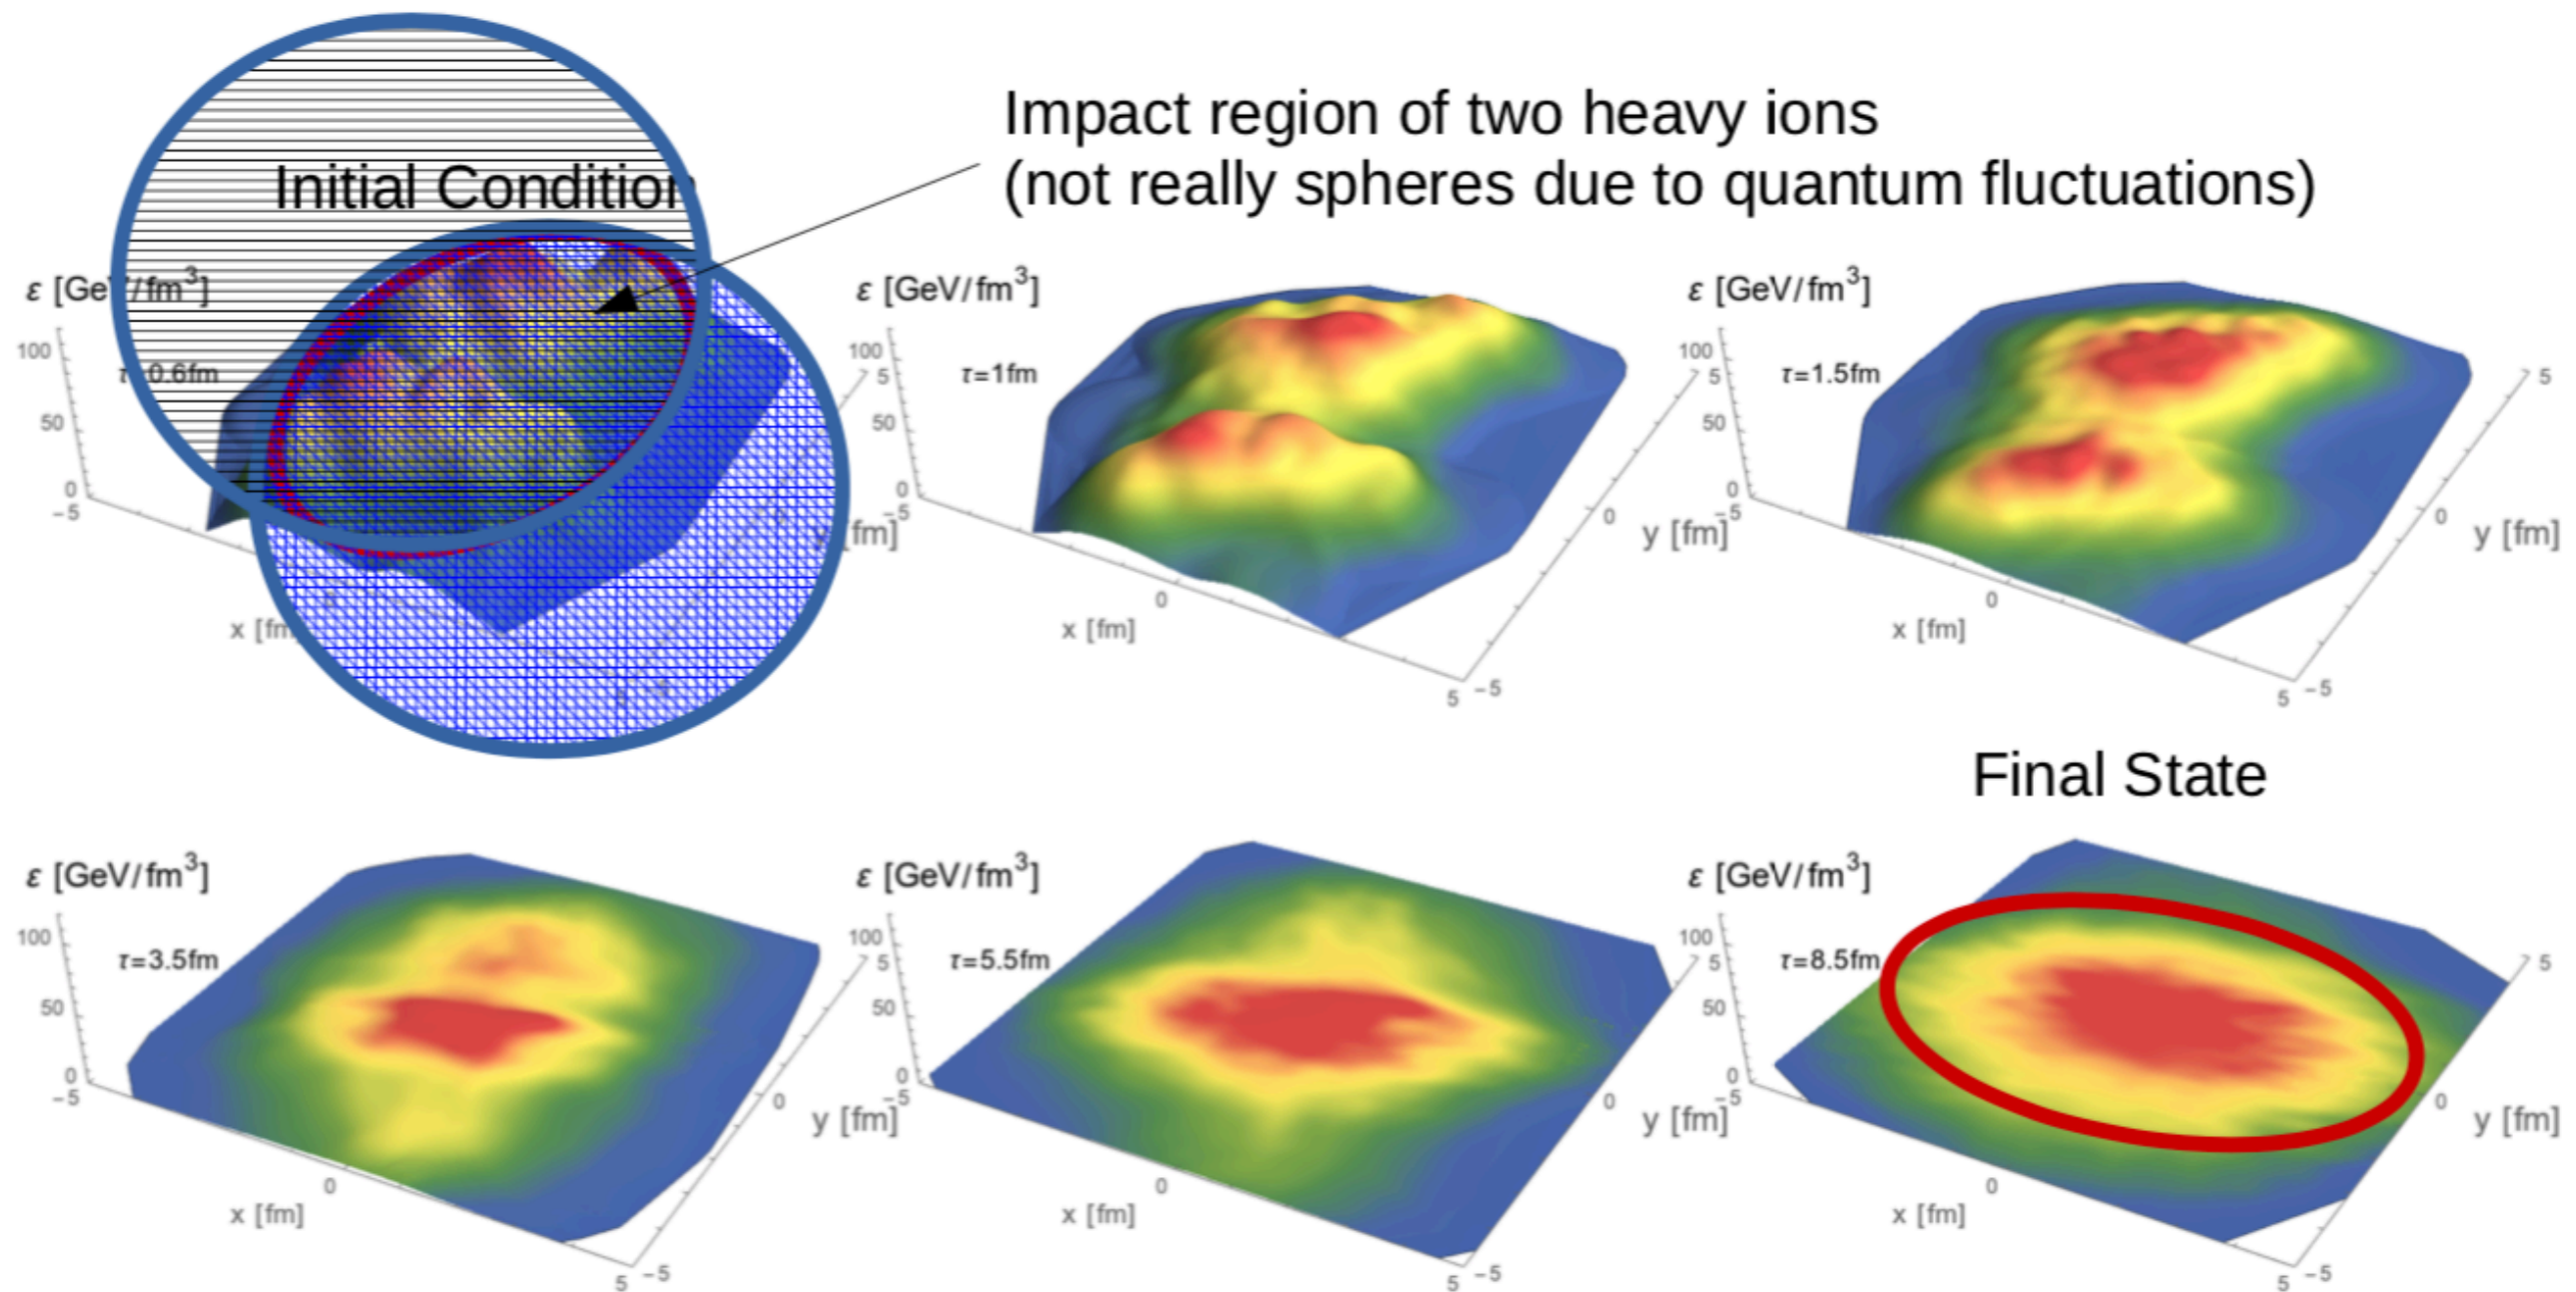 Impact region of two heavy ions
(not really spheres due to quantum fluctuations)
Initial Condition
ε [GeV/fm³]
100
50
0
-5
τ=0.6fm
x [fm
[fm]
ε [GeV/fm³]
100
50
0
-5
τ=1fm
0
5
x [fm]
5
0
-5
y [fm]
ε [GeV/fm³]
100
50
0
-5
τ=1.5fm
0
5
x [fm]
5
0
-5
y [fm]
Final State
ε [GeV/fm³]
100
50
0
-5
τ=3.5fm
0
5
x [fm]
5
0
-5
y [fm]
ε [GeV/fm³]
100
50
0
-5
τ=5.5fm
0
5
x [fm]
5
0
-5
y [fm]
ε [GeV/fm³]
100
50
0
-5
τ=8.5fm
0
5
x [fm]
5
0
-5
y [fm]